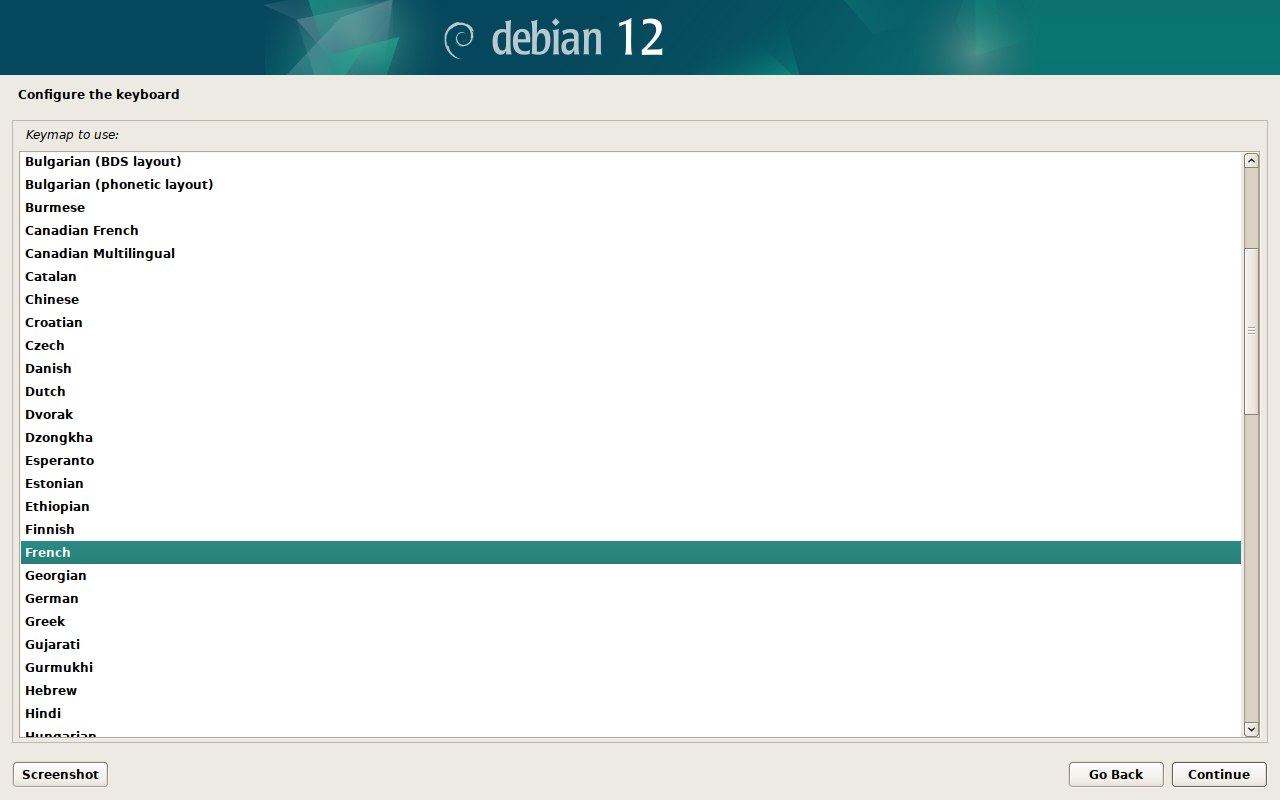 debian 12
Configure the keyboard
Keymap to use:
Bulgarian (BDS layout)
Bulgarian (phonetic layout)
Burmese
Canadian French
Canadian Multilingual
Catalan
Chinese
Croatian
Czech
Danish
Dutch
Dvorak
Dzongkha
Esperanto
Estonian
Ethiopian
Finnish
French
Georgian
German
Greek
Gujarati
Gurmukhi
Hebrew
Hindi
Hungarian
Screenshot
Go Back
Continue